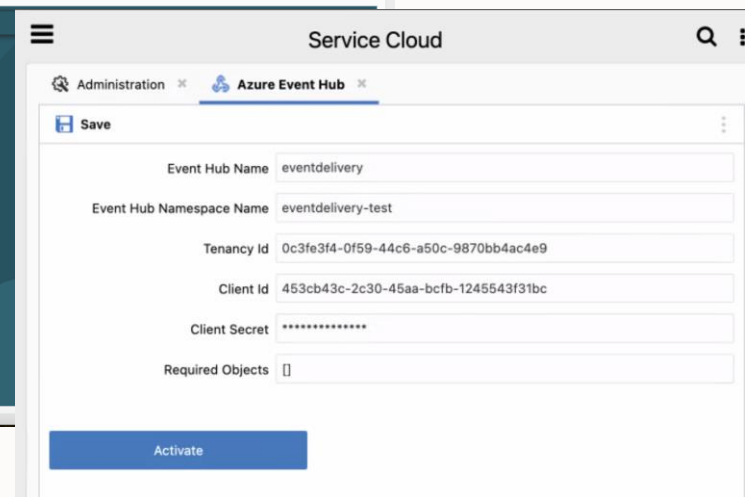 Service Cloud
Administration
Azure Event Hub
Save
Event Hub Name eventdelivery
Event Hub Namespace Name eventdelivery-test
Tenancy Id 0c3fe3f4-0f59-44c6-a50c-9870bb4ac4e9
Client Id 453cb43c-2c30-45aa-bcfb-1245543f31bc
Client Secret **************
Required Objects []
Activate